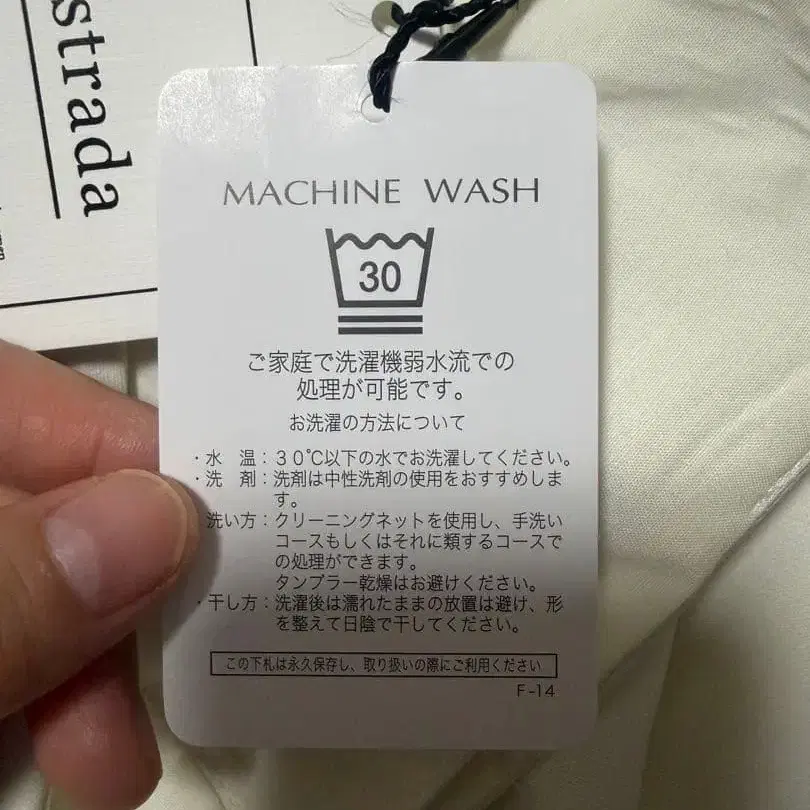 strada
MACHINE WASH
30
ご家庭で洗濯機弱水流での
処理が可能です。
お洗濯の方法について
・水　温：３０℃以下の水でお洗濯してください。
・洗　剤：洗剤は中性洗剤の使用をおすすめしま
す。
洗い方：クリーニングネットを使用し、手洗い
コースもしくはそれに類するコースで
の処理ができます。
タンブラー乾燥はお避けください。
・干し方：洗濯後は濡れたままの放置は避け、形
を整えて日陰で干してください。
この下札は永久保存し、取り扱いの際にご利用ください
F-14